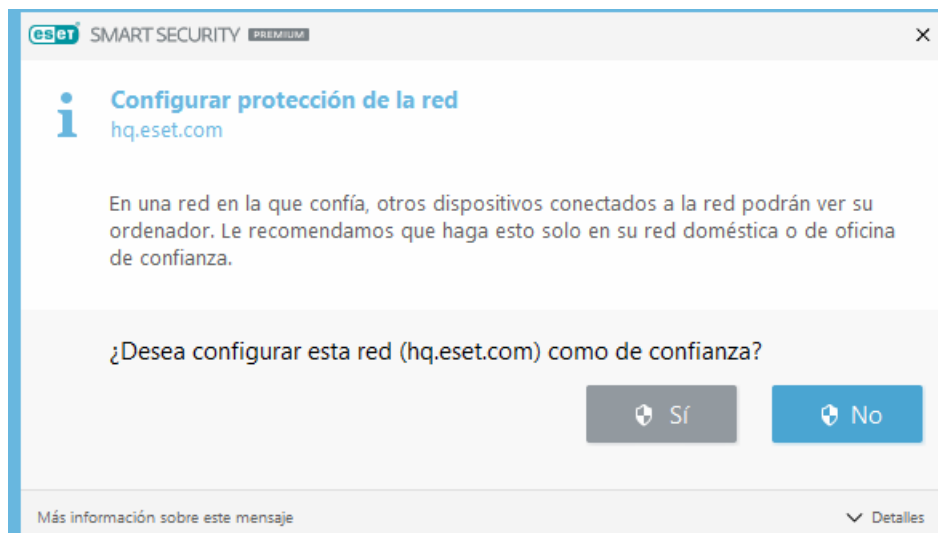 eset SMART SECURITY PREMIUM
Configurar protección de la red
hq.eset.com
En una red en la que confía, otros dispositivos conectados a la red podrán ver su
ordenador. Le recomendamos que haga esto solo en su red doméstica o de oficina
de confianza.
¿Desea configurar esta red (hq.eset.com) como de confianza?
Sí No
Más información sobre este mensaje Detalles